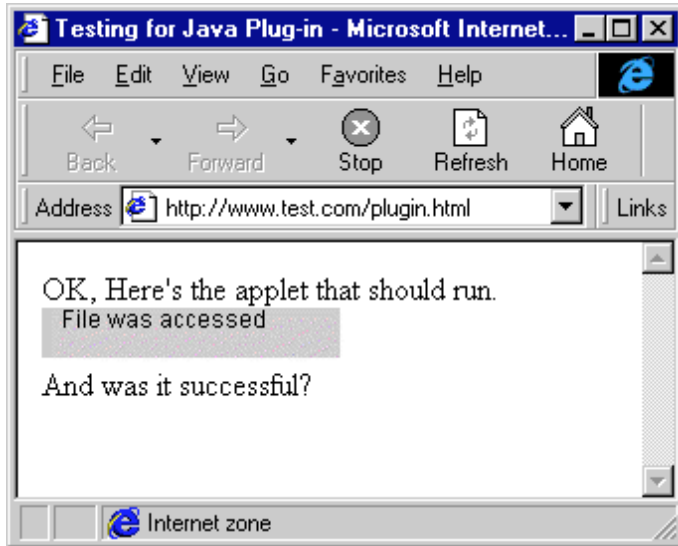 Testing for Java Plug-in - Microsoft Internet...
File Edit View Go Favorites Help
Back Forward Stop Refresh Home
Address http://www.test.com/plugin.html Links
OK, Here's the applet that should run.
File was accessed
And was it successful?
Internet zone